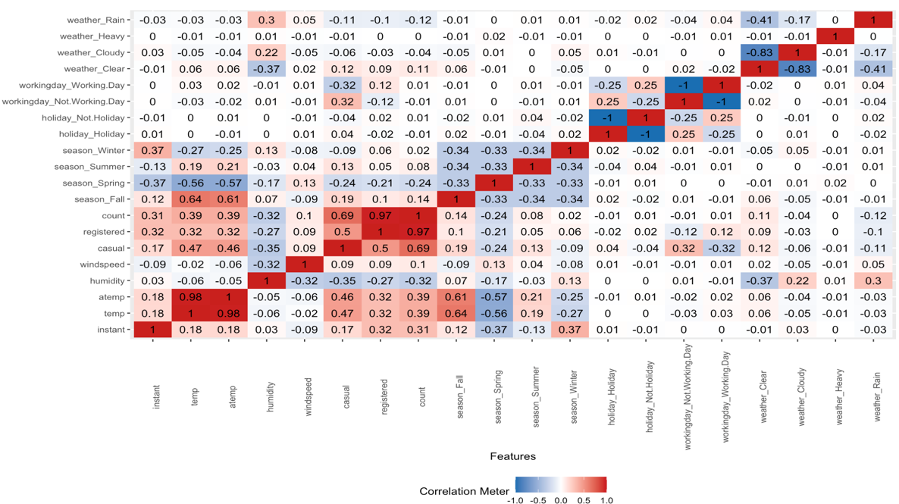 weather_Rain -0.03 -0.03 -0.03 0.3 0.05 -0.11 -0.1 -0.12 -0.01 0 0.01 0.01 -0.02 0.02 -0.04 0.04 -0.41 -0.17 0 1
weather_Heavy 0 -0.01 -0.01 0.01 -0.01 0 0 0 -0.01 0.02 -0.01 -0.01 0 0 -0.01 0.01 -0.01 -0.01 1 0
weather_Cloudy 0.03 -0.05 -0.04 0.22 -0.05 -0.06 -0.03 -0.04 -0.05 0.01 0 0.05 0.01 -0.01 0 0 -0.83 1 -0.01 -0.17
weather_Clear -0.01 0.06 0.06 -0.37 0.02 0.12 0.09 0.11 0.06 -0.01 0 -0.05 0 0 0.02 -0.02 1 -0.83 -0.01 -0.41
workingday_Working.Day 0 0.03 0.02 0.01 -0.01 -0.32 0.12 0.01 0.01 0 0 -0.01 -0.25 0.25 -1 1 -0.02 0 0.01 0.04
workingday_Not.Working.Day 0 -0.03 -0.02 -0.01 0.01 0.32 -0.12 -0.01 -0.01 0 0 0.01 0.25 -0.25 1 -1 0.02 0 -0.01 -0.04
holiday_Not.Holiday -0.01 0 0.01 0 -0.01 -0.04 0.02 0.01 -0.02 0.01 0.04 -0.02 -1 1 -0.25 0.25 0 -0.01 0 0.02
holiday_Holiday 0.01 0 -0.01 0 0.01 0.04 -0.02 -0.01 0.02 -0.01 -0.04 0.02 1 -1 0.25 -0.25 0 0.01 0 -0.02
season_Winter 0.37 -0.27 -0.25 0.13 -0.08 -0.09 0.06 0.02 -0.34 -0.33 -0.34 1 0.02 -0.02 0.01 -0.01 -0.05 0.05 -0.01 0.01
season_Summer -0.13 0.19 0.21 -0.03 0.04 0.13 0.05 0.08 -0.34 -0.33 1 -0.34 -0.04 0.04 0 0 0 0 -0.01 0.01
season_Spring -0.37 -0.56 -0.57 -0.17 0.13 -0.24 -0.21 -0.24 -0.33 1 -0.33 -0.33 -0.01 0.01 0 0 -0.01 0.01 0.02 0
season_Fall 0.12 0.64 0.61 0.07 -0.09 0.19 0.1 0.14 1 -0.33 -0.34 -0.34 0.02 -0.02 -0.01 0.01 0.06 -0.05 -0.01 -0.01
count 0.31 0.39 0.39 -0.32 0.1 0.69 0.97 1 0.14 -0.24 0.08 0.02 -0.01 0.01 -0.01 0.01 0.11 -0.04 0 -0.12
registered 0.32 0.32 0.32 -0.27 0.09 0.5 1 0.97 0.1 -0.21 0.05 0.06 -0.02 0.02 -0.12 0.12 0.09 -0.03 0 -0.1
casual 0.17 0.47 0.46 -0.35 0.09 1 0.5 0.69 0.19 -0.24 0.13 -0.09 0.04 -0.04 0.32 -0.32 0.12 -0.06 -0.01 -0.11
windspeed -0.09 -0.02 -0.06 -0.32 1 0.09 0.09 0.1 -0.09 0.13 0.04 -0.08 0.01 -0.01 0.01 -0.01 0.02 -0.05 -0.01 0.05
humidity 0.03 -0.06 -0.05 1 -0.32 -0.35 -0.27 -0.32 0.07 -0.17 -0.03 0.13 0 0 -0.01 0.01 -0.37 0.22 0.01 0.3
atemp 0.18 0.98 1 -0.05 -0.06 0.46 0.32 0.39 0.61 -0.57 0.21 -0.25 -0.01 0.01 -0.02 0.02 0.06 -0.04 -0.01 -0.03
temp 0.18 1 0.98 -0.06 -0.02 0.47 0.32 0.39 0.64 -0.56 0.19 -0.27 0 0 -0.03 0.03 0.06 -0.05 -0.01 -0.03
instant 1 0.18 0.18 0.03 -0.09 0.17 0.32 0.31 0.12 -0.37 -0.13 0.37 0.01 -0.01 0 0 -0.01 0.03 0 -0.03
instant
temp
atemp
humidity
windspeed
casual
registered
count
season_Fall
season_Spring
season_Summer
season_Winter
holiday_Holiday
holiday_Not.Holiday
workingday_Not.Working.Day
workingday_Working.Day
weather_Clear
weather_Cloudy
weather_Heavy
weather_Rain
Features
Correlation Meter
-1.0 -0.5 0.0 0.5 1.0